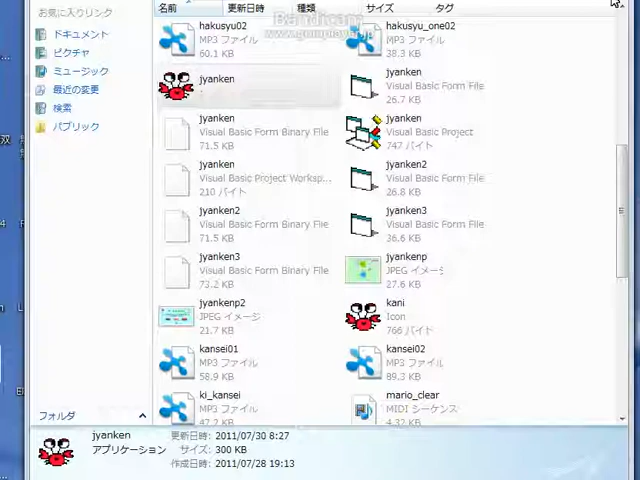 お気に入りリンク
名前 更新日時 種類 サイズ タグ
Bandicam
ドキュメント
ピクチャ
ミュージック
最近の変更
検索
パブリック
hakusyu02
MP3 ファイル
60.1 KB
hakusyu_one02
MP3 ファイル
38.3 KB
jyanken
jyanken
Visual Basic Form File
26.7 KB
jyanken
Visual Basic Form Binary File
71.5 KB
jyanken
Visual Basic Project
747 バイト
jyanken
Visual Basic Project Worksp...
210 バイト
jyanken2
Visual Basic Form File
26.8 KB
jyanken2
Visual Basic Form Binary File
71.5 KB
jyanken3
Visual Basic Form File
36.6 KB
jyanken3
Visual Basic Form Binary File
73.2 KB
jyankenp
JPEG イメージ
27.6 KB
jyankenp2
JPEG イメージ
21.7 KB
kani
Icon
766 バイト
kansei01
MP3 ファイル
58.9 KB
kansei02
MP3 ファイル
89.3 KB
ki_kansei
MP3 ファイル
47.2 KB
mario_clear
MIDI シーケンス
4.32 KB
フォルダ
jyanken 更新日時: 2011/07/30 8:27
アプリケーション サイズ: 300 KB
作成日時: 2011/07/28 19:13